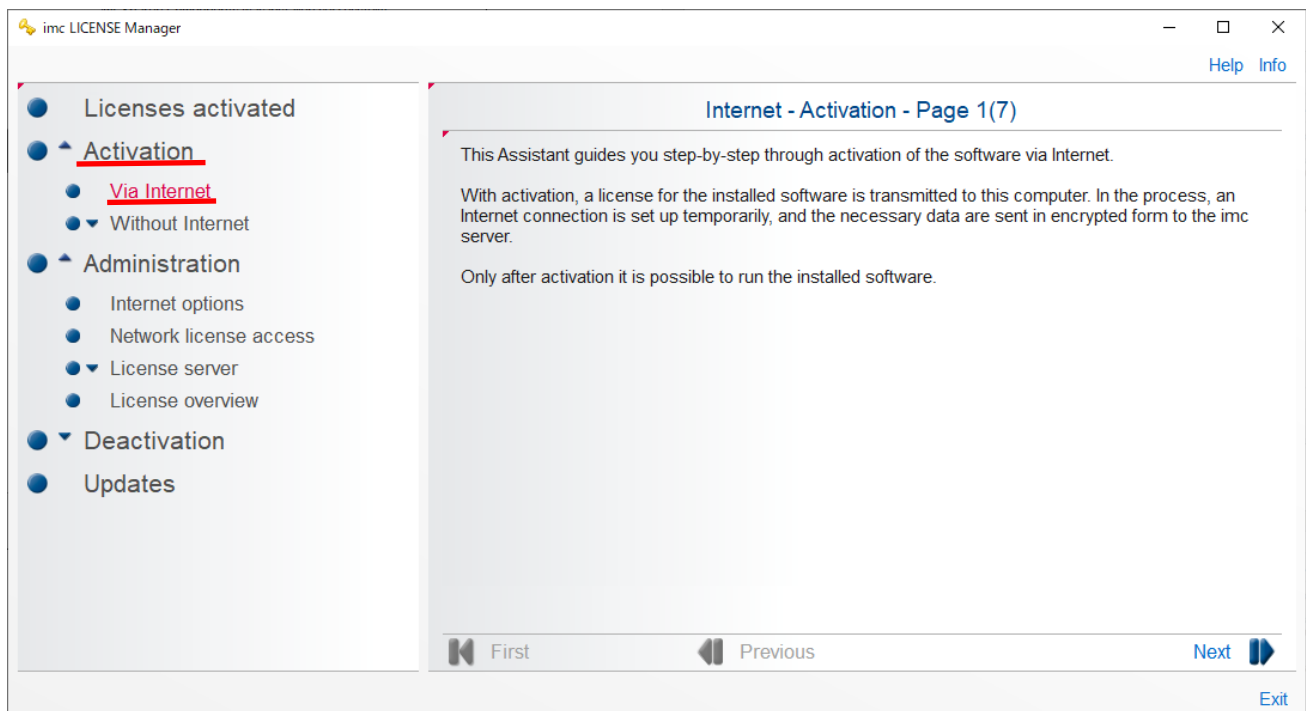 imc LICENSE Manager
Help Info
Licenses activated
Activation
Via Internet
Without Internet
Administration
Internet options
Network license access
License server
License overview
Deactivation
Updates
Internet - Activation - Page 1(7)
This Assistant guides you step-by-step through activation of the software via Internet.
With activation, a license for the installed software is transmitted to this computer. In the process, an
Internet connection is set up temporarily, and the necessary data are sent in encrypted form to the imc
server.
Only after activation it is possible to run the installed software.
First Previous Next
Exit